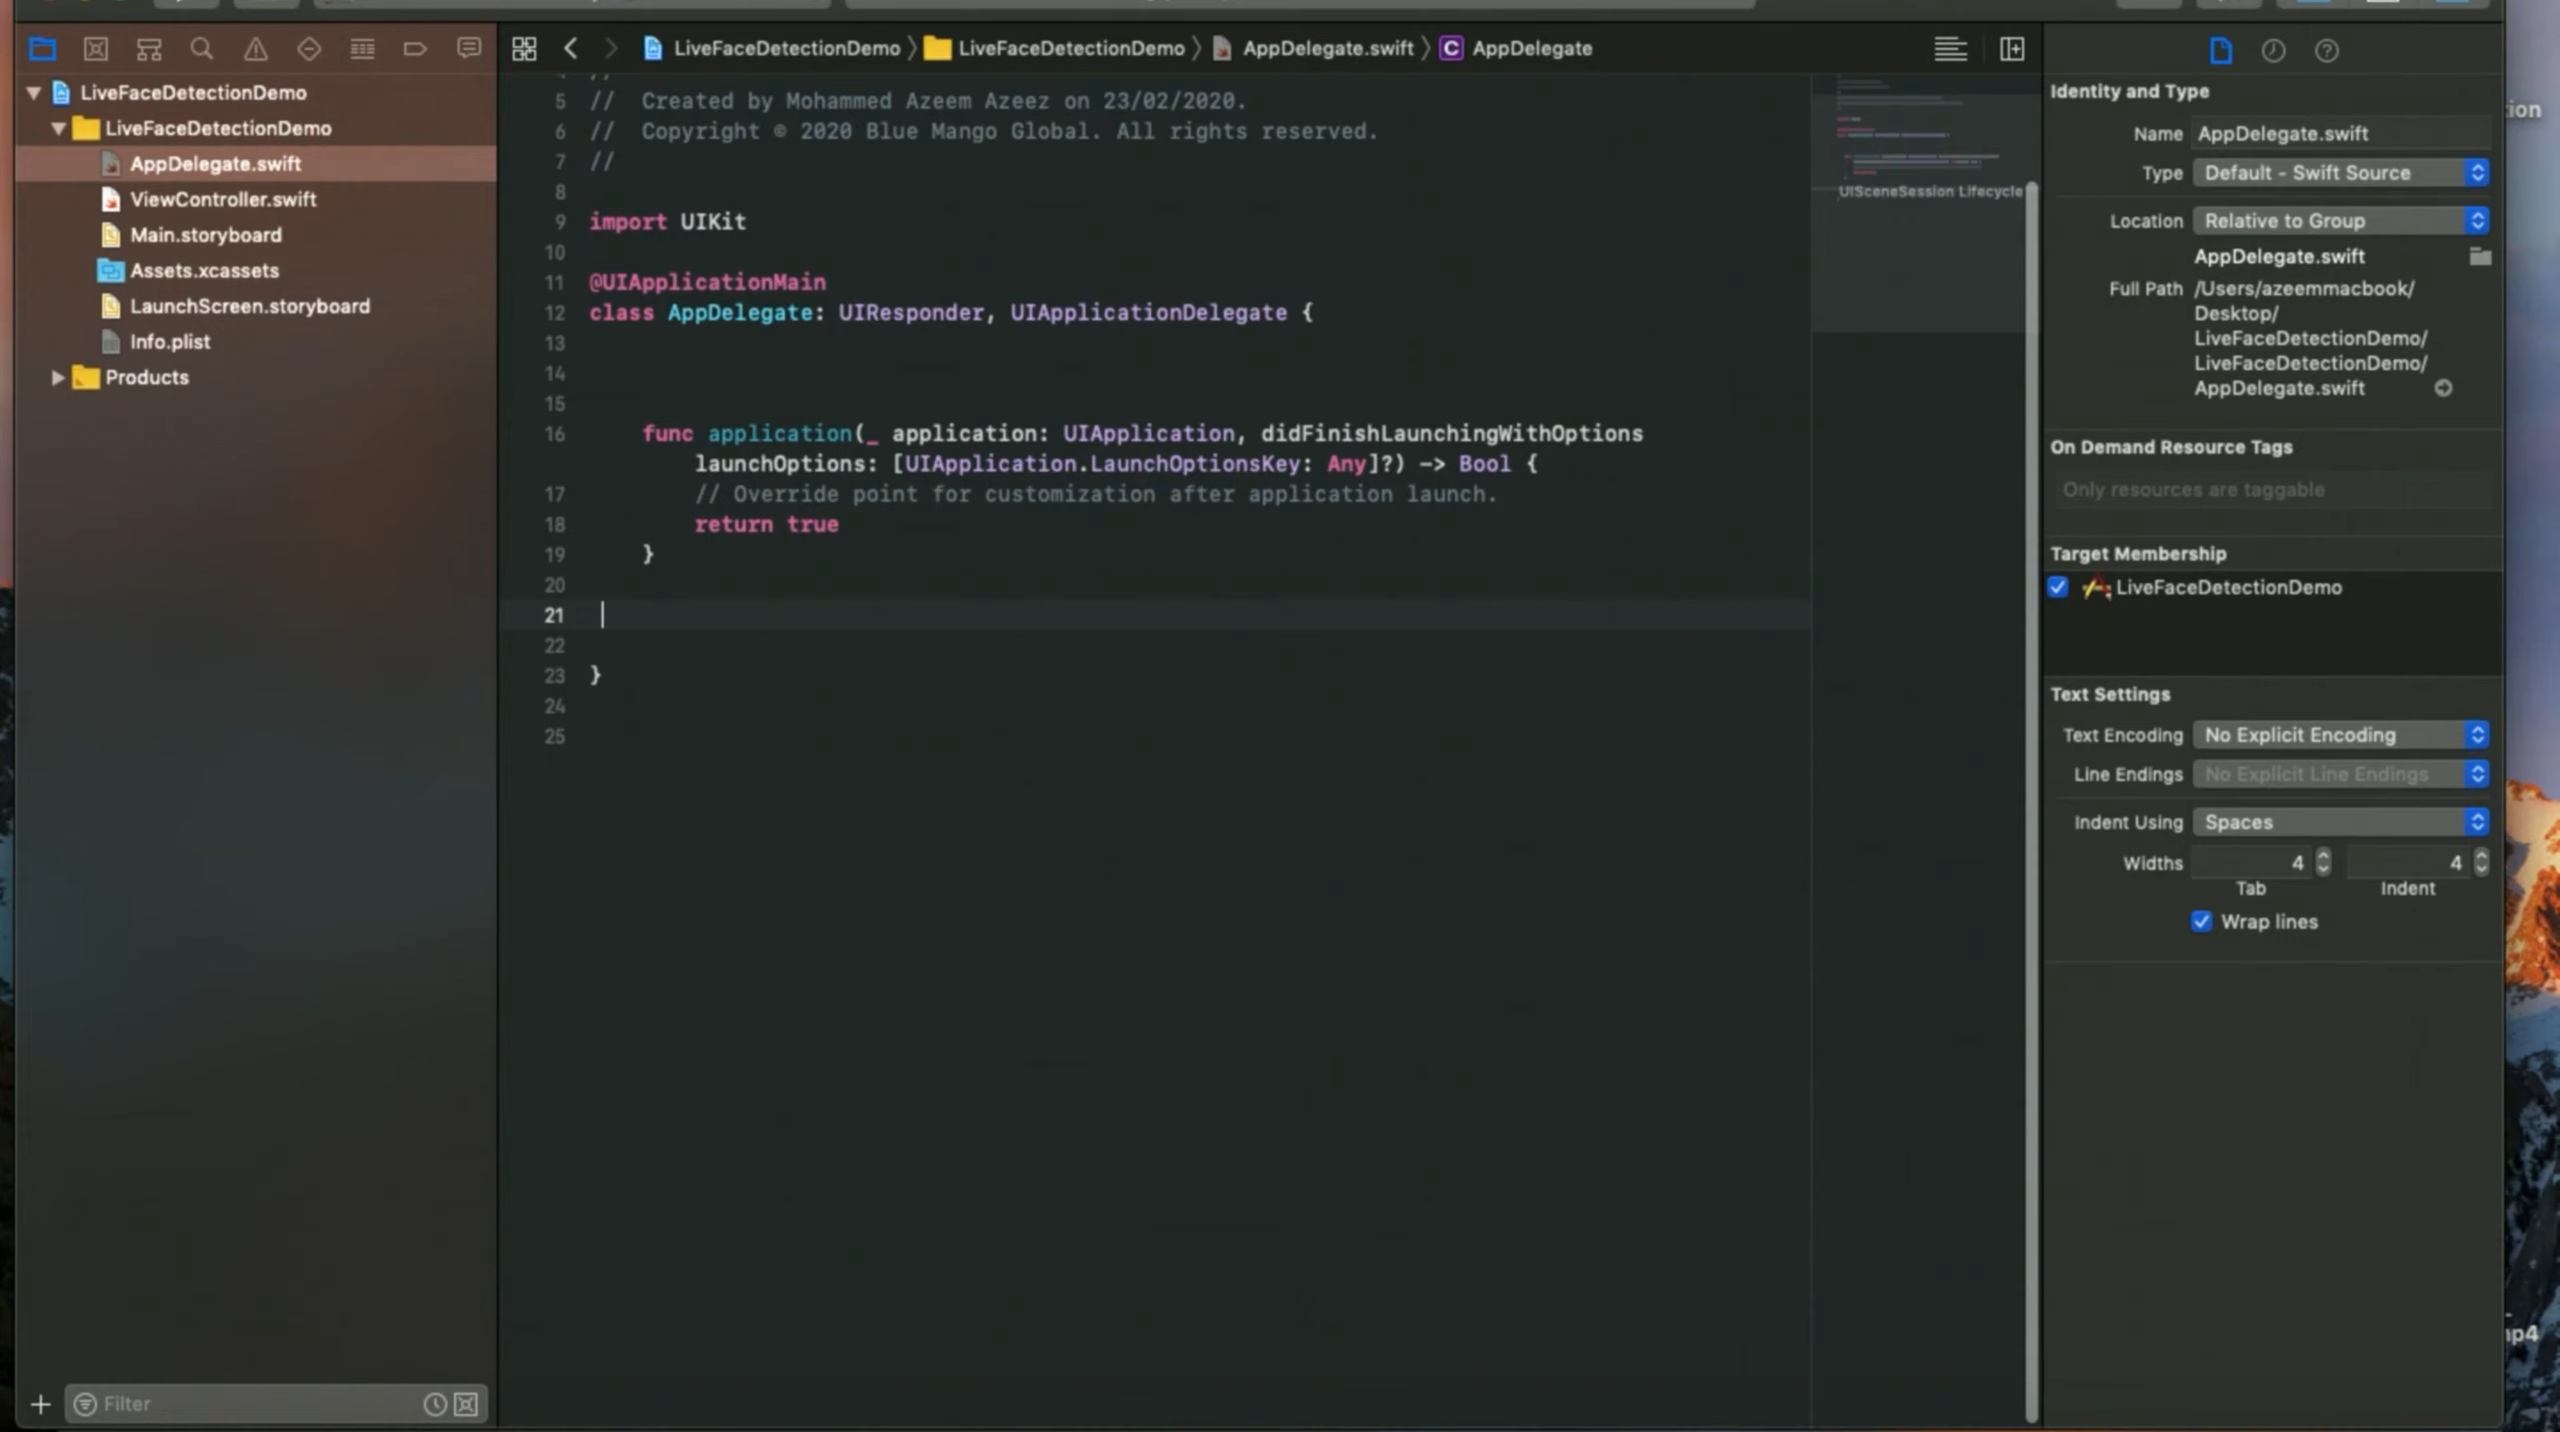 LiveFaceDetectionDemo
LiveFaceDetectionDemo
AppDelegate.swift
ViewController.swift
Main.storyboard
Assets.xcassets
LaunchScreen.storyboard
Info.plist
Products
Filter
LiveFaceDetectionDemo 〉 LiveFaceDetectionDemo 〉 AppDelegate.swift 〉 C AppDelegate
5 //  Created by Mohammed Azeem Azeez on 23/02/2020.
6 //  Copyright © 2020 Blue Mango Global. All rights reserved.
7 //
8
9 import UIKit
10
11 @UIApplicationMain
12 class AppDelegate: UIResponder, UIApplicationDelegate {
13
14
15
16     func application(_ application: UIApplication, didFinishLaunchingWithOptions
launchOptions: [UIApplication.LaunchOptionsKey: Any]?) -> Bool {
17         // Override point for customization after application launch.
18         return true
19     }
20
21
22
23 }
24
25
UISceneSession Lifecycle
Identity and Type
Name AppDelegate.swift
Type Default - Swift Source
Location Relative to Group
AppDelegate.swift
Full Path /Users/azeemmacbook/
Desktop/
LiveFaceDetectionDemo/
LiveFaceDetectionDemo/
AppDelegate.swift
On Demand Resource Tags
Only resources are taggable
Target Membership
LiveFaceDetectionDemo
Text Settings
Text Encoding No Explicit Encoding
Line Endings No Explicit Line Endings
Indent Using Spaces
Widths 4 4
Tab Indent
Wrap lines